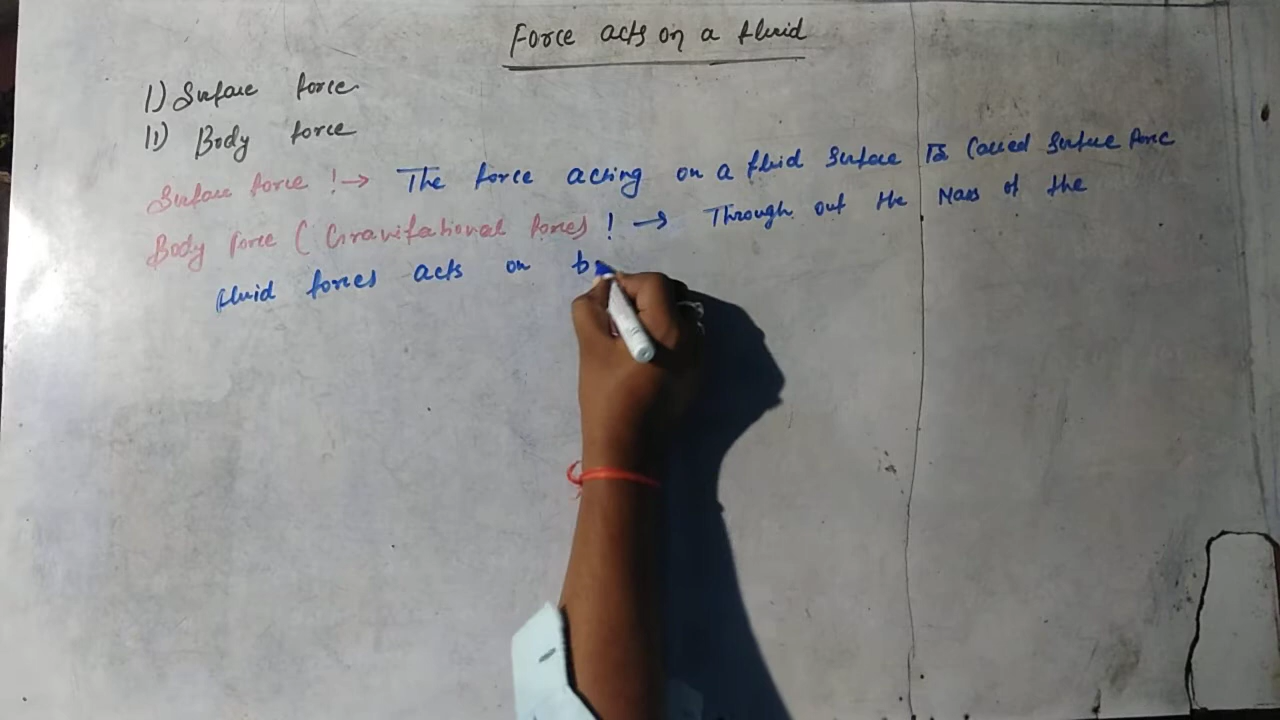 Force acts on a fluid
I) Surface force
II) Body force
Surface force !→ The force acting on a fluid surface is called surface force
Body force ( Gravitational forces ! → Through out the Mass of the
fluid forces acts on b